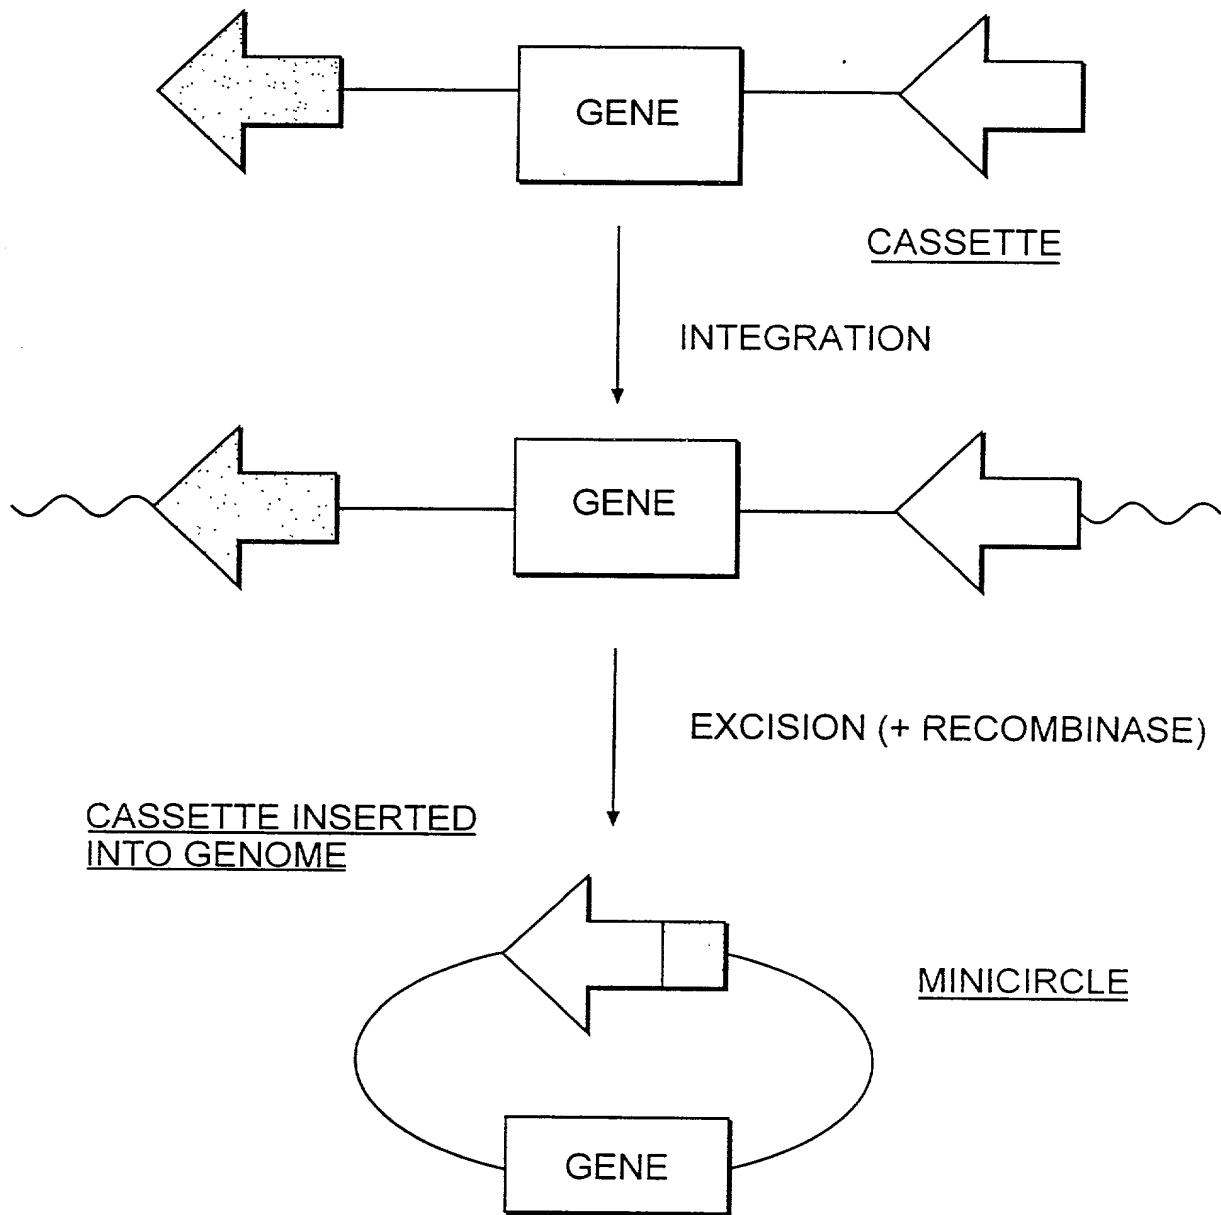 GENE
CASSETTE
INTEGRATION
GENE
EXCISION (+ RECOMBINASE)
CASSETTE INSERTED
INTO GENOME
MINICIRCLE
GENE